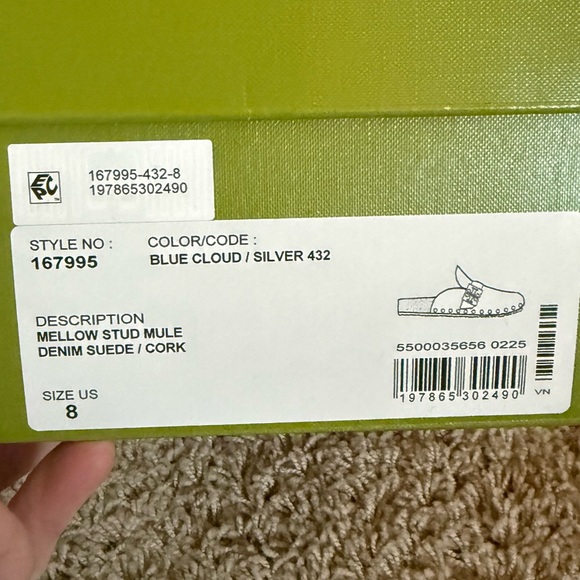 EPC
167995-432-8
197865302490
STYLE NO : COLOR/CODE :
167995 BLUE CLOUD / SILVER 432
DESCRIPTION
MELLOW STUD MULE
DENIM SUEDE / CORK
SIZE US
8
5500035656 0225
197865 302490
VN